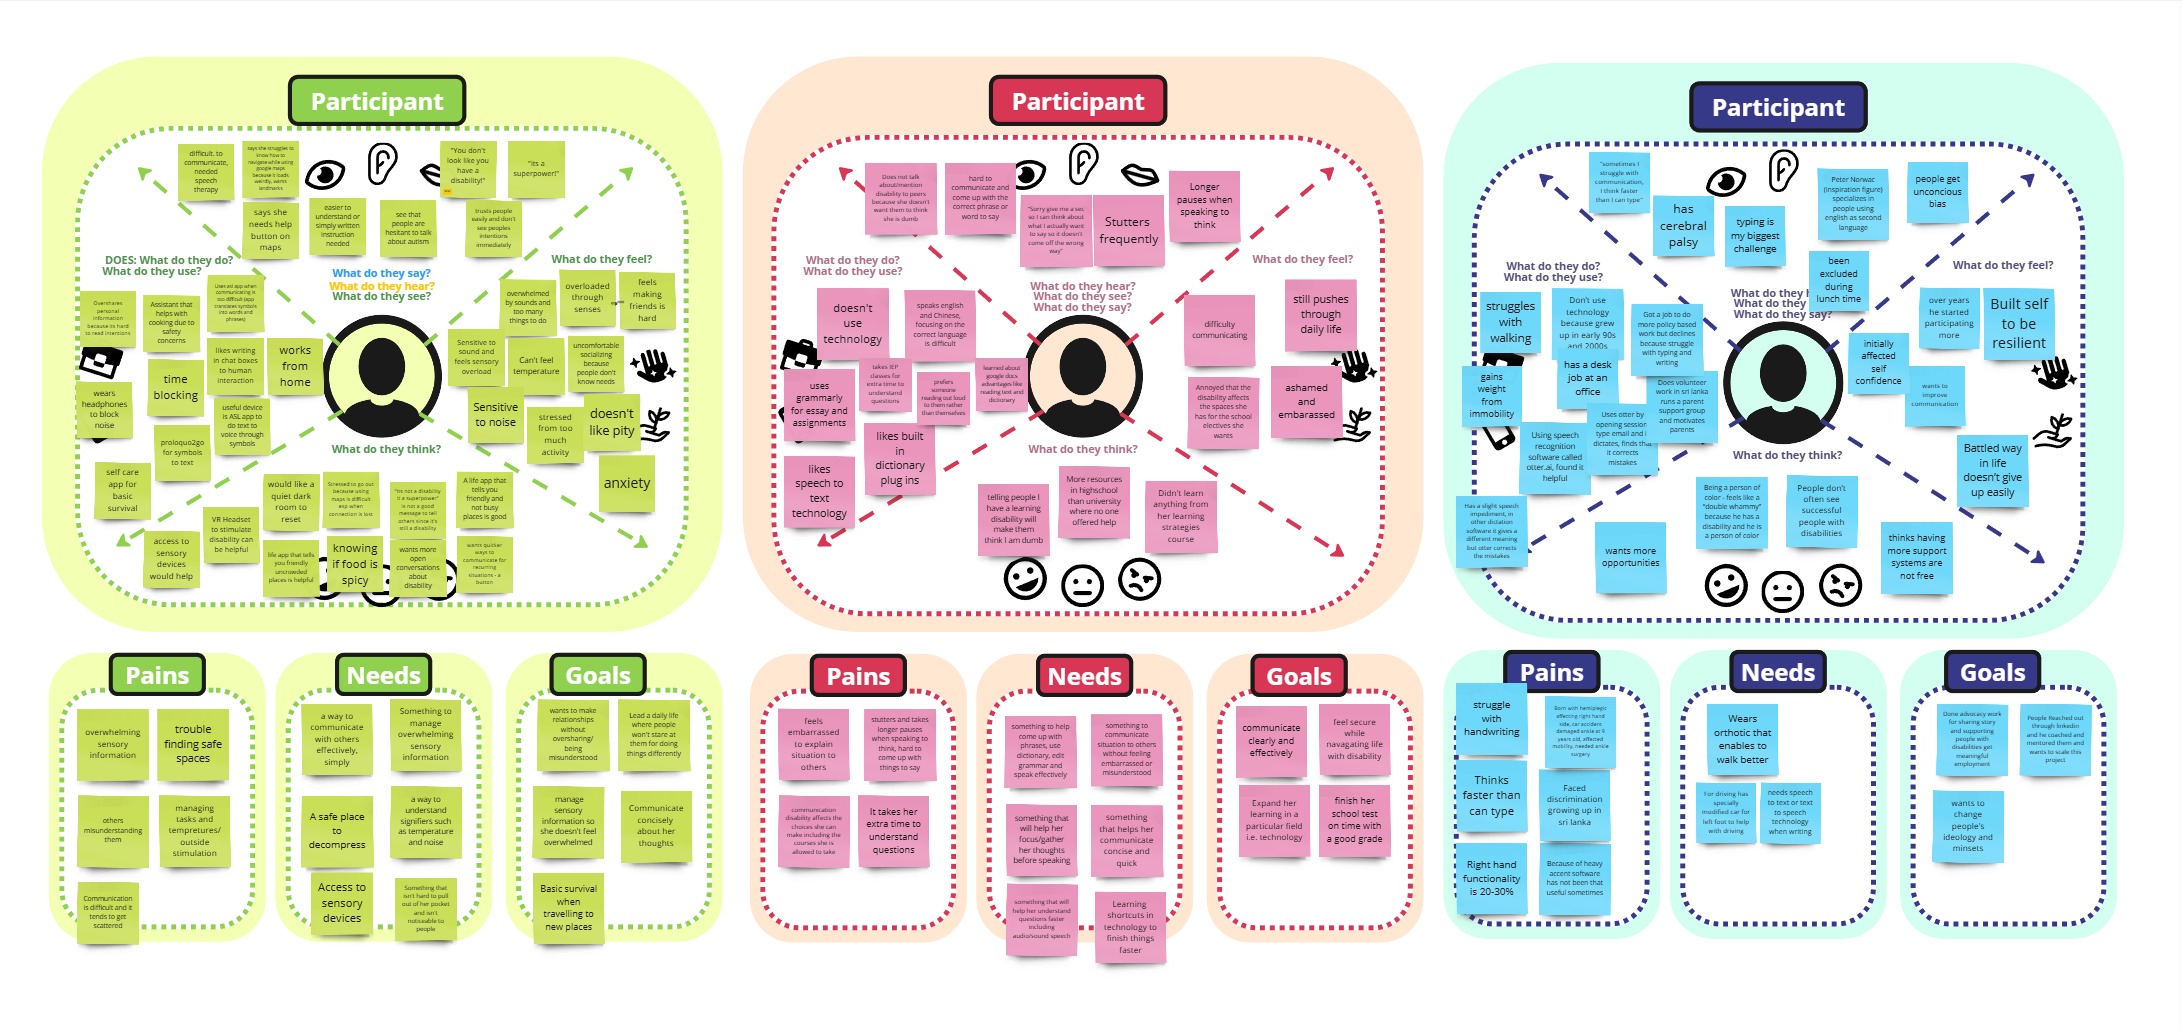 Participant
difficult. to
communicate,
needed
speech
therapy
says she struggles to
know how to
navigate while using
google maps
because it loads
weirdly, wants
landmarks
"You don't
look like you
have a
disability!"
"Its a
superpower!"
says she
needs help
button on
maps
easier to
understand or
simply written
instruction
needed
see that
people are
hesitant to talk
about autism
trusts people
easily and don't
see peoples
intentions
immediately
DOES: What do they do?
What do they use?
What do they say?
What do they hear?
What do they see?
What do they feel?
Overshares
personal
information
because its hard
to read intentions
Assistant that
helps with
cooking due to
safety
concerns
Uses asl app when
communicating is
too difficult (app
translates symbols
into words and
phrases)
likes writing
in chat boxes
to human
interaction
works
from
home
wears
headphones
to block
noise
time
blocking
useful device
is ASL app to
do text to
voice through
symbols
proloquo2go
for symbols
to text
self care
app for
basic
survival
overwhelmed
by sounds and
too many
things to do
overloaded
through
senses
feels
making
friends is
hard
Sensitive to
sound and
feels sensory
overload
Can't feel
temperature
uncomfortable
socializing
because
people don't
know needs
Sensitive
to noise
stressed
from too
much
activity
doesn't
like pity
anxiety
What do they think?
access to
sensory
devices
would help
VR Headset
to stimulate
disability can
be helpful
would like a
quiet dark
room to
reset
Stressed to go out
because using
maps is difficult
esp when
connection is lost
"its not a disability
it a superpower"
is not a good
message to tell
others since it's
still a disability
A life app that
tells you
friendly and
not busy
places is good
life app that tells
you friendly
uncrowded
places is helpful
knowing
if food is
spicy
wants more
open
conversations
about
disability
wants quicker
ways to
communicate for
recurring
situations - a
button
Pains
overwhelming
sensory
information
trouble
finding safe
spaces
others
misunderstanding
them
managing
tasks and
tempretures/
outside
stimulation
Communication
is difficult and it
tends to get
scattered
Needs
a way to
communicate
with others
effectively,
simply
Something to
manage
overwhelming
sensory
information
A safe place
to
decompress
a way to
understand
signifiers such
as temperature
and noise
Access to
sensory
devices
Something that
isn't hard to pull
out of her pocket
and isn't
noticeable to
people
Goals
wants to make
relationships
without
oversharing/
being
misunderstood
Lead a daily life
where people
won't stare at
them for doing
things differently
manage
sensory
information so
she doesn't feel
overwhelmed
Communicate
concisely
about her
thoughts
Basic survival
when
travelling to
new places
Participant
Does not talk
about/mention
disability to peers
because she doesn't
want them to think
she is dumb
hard to
communicate and
come up with the
correct phrase or
word to say
"Sorry give me a sec
so I can think about
what I actually want
to say so it doesn't
come off the wrong
way"
Stutters
frequently
Longer
pauses when
speaking to
think
What do they do?
What do they use?
What do they hear?
What do they see?
What do they say?
What do they feel?
doesn't
use
technology
speaks english
and Chinese,
focusing on the
correct language
is difficult
uses
grammarly
for essay and
assignments
takes IEP
classes for
extra time to
understand
questions
prefers
someone
reading out loud
to them rather
than themselves
learned about
google docs
advantages like
reading text and
dictionary
likes built
in
dictionary
plug ins
likes
speech to
text
technology
difficulty
communicating
still pushes
through
daily life
Annoyed that the
disability affects
the spaces she
has for the school
electives she
wants
ashamed
and
embarassed
What do they think?
telling people I
have a learning
disability will
make them
think I am dumb
More resources
in highschool
than university
where no one
offered help
Didn't learn
anything from
her learning
strategies
course
Pains
feels
embarrassed
to explain
situation to
others
stutters and takes
longer pauses
when speaking to
think, hard to
come up with
things to say
communication
disability affects the
choices she can
make including the
courses she is
allowed to take
It takes her
extra time to
understand
questions
Needs
something to help
come up with
phrases, use
dictionary, edit
grammar and
speak effectively
something to
communicate
situation to others
without feeling
embarrassed or
misunderstood
something that
will help her
focus/gather
her thoughts
before speaking
something
that helps her
communicate
concise and
quick
something that will
help her understand
questions faster
including
audio/sound speech
Learning
shortcuts in
technology to
finish things
faster
Goals
communicate
clearly and
effectively
feel secure
while
navagating life
with disability
Expand her
learning in a
particular field
i.e. technology
finish her
school test
on time with
a good grade
Participant
"sometimes I
struggle with
communication,
I think faster
than I can type"
has
cerebral
palsy
typing is
my biggest
challenge
Peter Norwac
(inspiration figure)
specializes in
people using
english as second
language
people get
unconcious
bias
been
excluded
during
lunch time
What do they do?
What do they use?
What do they h
What do they
What do they say?
What do they feel?
struggles
with
walking
Don't use
technology
because grew
up in early 90s
and 2000s
Got a job to do
more policy based
work but declines
because struggle
with typing and
writing
gains
weight
from
immobility
has a desk
job at an
office
Does volunteer
work in sri lanka
runs a parent
support group
and motivates
parents
Using speech
recognition
software called
otter.ai, found it
helpful
Uses otter by
opening session
type email and
dictates, finds that
it corrects
mistakes
Has a slight speech
impediment, in
other dictation
software it gives a
different meaning
but otter corrects
the mistakes
over years
he started
participating
more
Built self
to be
resilient
initially
affected
self
confidence
wants to
improve
communication
Battled way
in life
doesn't give
up easily
What do they think?
wants more
opportunities
Being a person of
color - feels like a
"double whammy"
because he has a
disability and he is
a person of color
People don't
often see
successful
people with
disabilities
thinks having
more support
systems are
not free
Pains
struggle
with
handwriting
Born with hemiplegic
affecting right hand
side, car accident
damaged ankle at 9
years old, affected
mobility, needed ankle
surgery
Thinks
faster than
can type
Faced
discrimination
growing up in
sri lanka
Right hand
functionality
is 20-30%
Because of heavy
accent software
has not been that
useful sometimes
Needs
Wears
orthotic that
enables to
walk better
For driving has
specially
modified car for
left foot to help
with driving
needs speech
to text or text
to speech
technology
when writing
Goals
Done advocacy work
for sharing story
and supporting
people with
disabilities get
meaningful
employment
People Reached out
through linkedin
and he coached and
mentored them and
wants to scale this
project
wants to
change
people's
ideology and
minsets